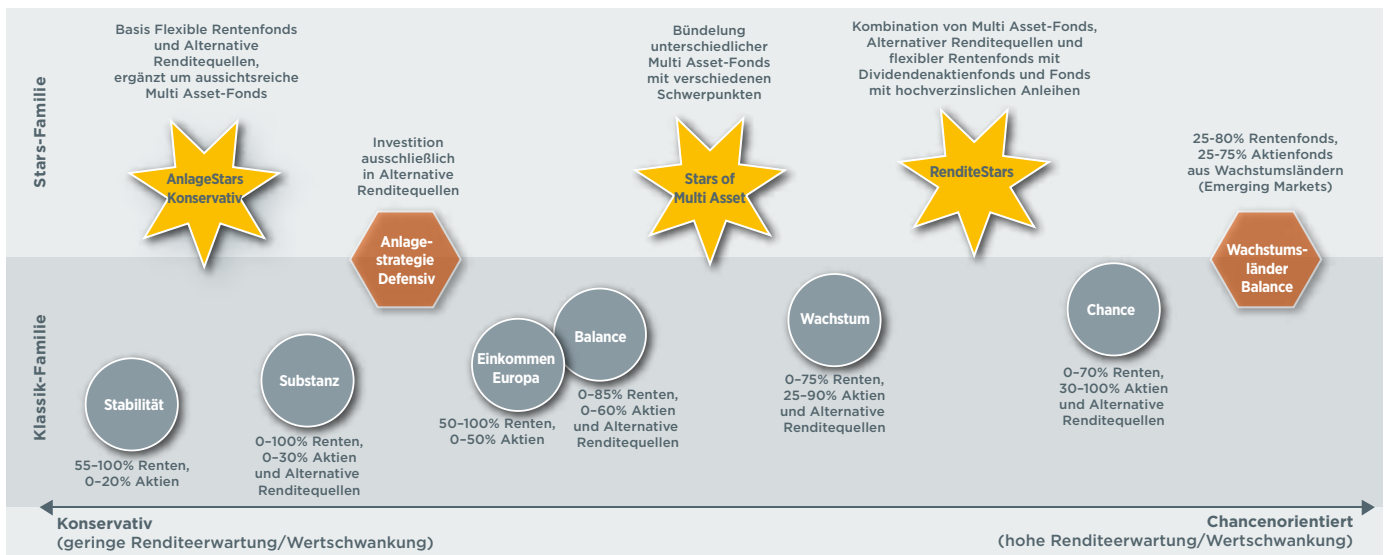 Stars-Familie
Basis Flexible Rentenfonds
und Alternative
Renditequellen,
ergänzt um aussichtsreiche
Multi Asset-Fonds
AnlageStars
Konservativ
Investition
ausschließlich
in Alternative
Renditequellen
Anlage-
strategie
Defensiv
Bündelung
unterschiedlicher
Multi Asset-Fonds
mit verschiedenen
Schwerpunkten
Stars of
Multi Asset
Kombination von Multi Asset-Fonds,
Alternativer Renditequellen und
flexibler Rentenfonds mit
Dividendenaktienfonds und Fonds
mit hochverzinslichen Anleihen
RenditeStars
25-80% Rentenfonds,
25-75% Aktienfonds
aus Wachstumsländern
(Emerging Markets)
Wachstums-
länder
Balance
Klassik-Familie
Stabilität
55–100% Renten,
0–20% Aktien
Substanz
0–100% Renten,
0–30% Aktien
und Alternative
Renditequellen
Einkommen
Europa
50–100% Renten,
0–50% Aktien
Balance
0–85% Renten,
0–60% Aktien
und Alternative
Renditequellen
Wachstum
0–75% Renten,
25–90% Aktien
und Alternative
Renditequellen
Chance
0–70% Renten,
30–100% Aktien
und Alternative
Renditequellen
Konservativ
(geringe Renditeerwartung/Wertschwankung)
Chancenorientiert
(hohe Renditeerwartung/Wertschwankung)